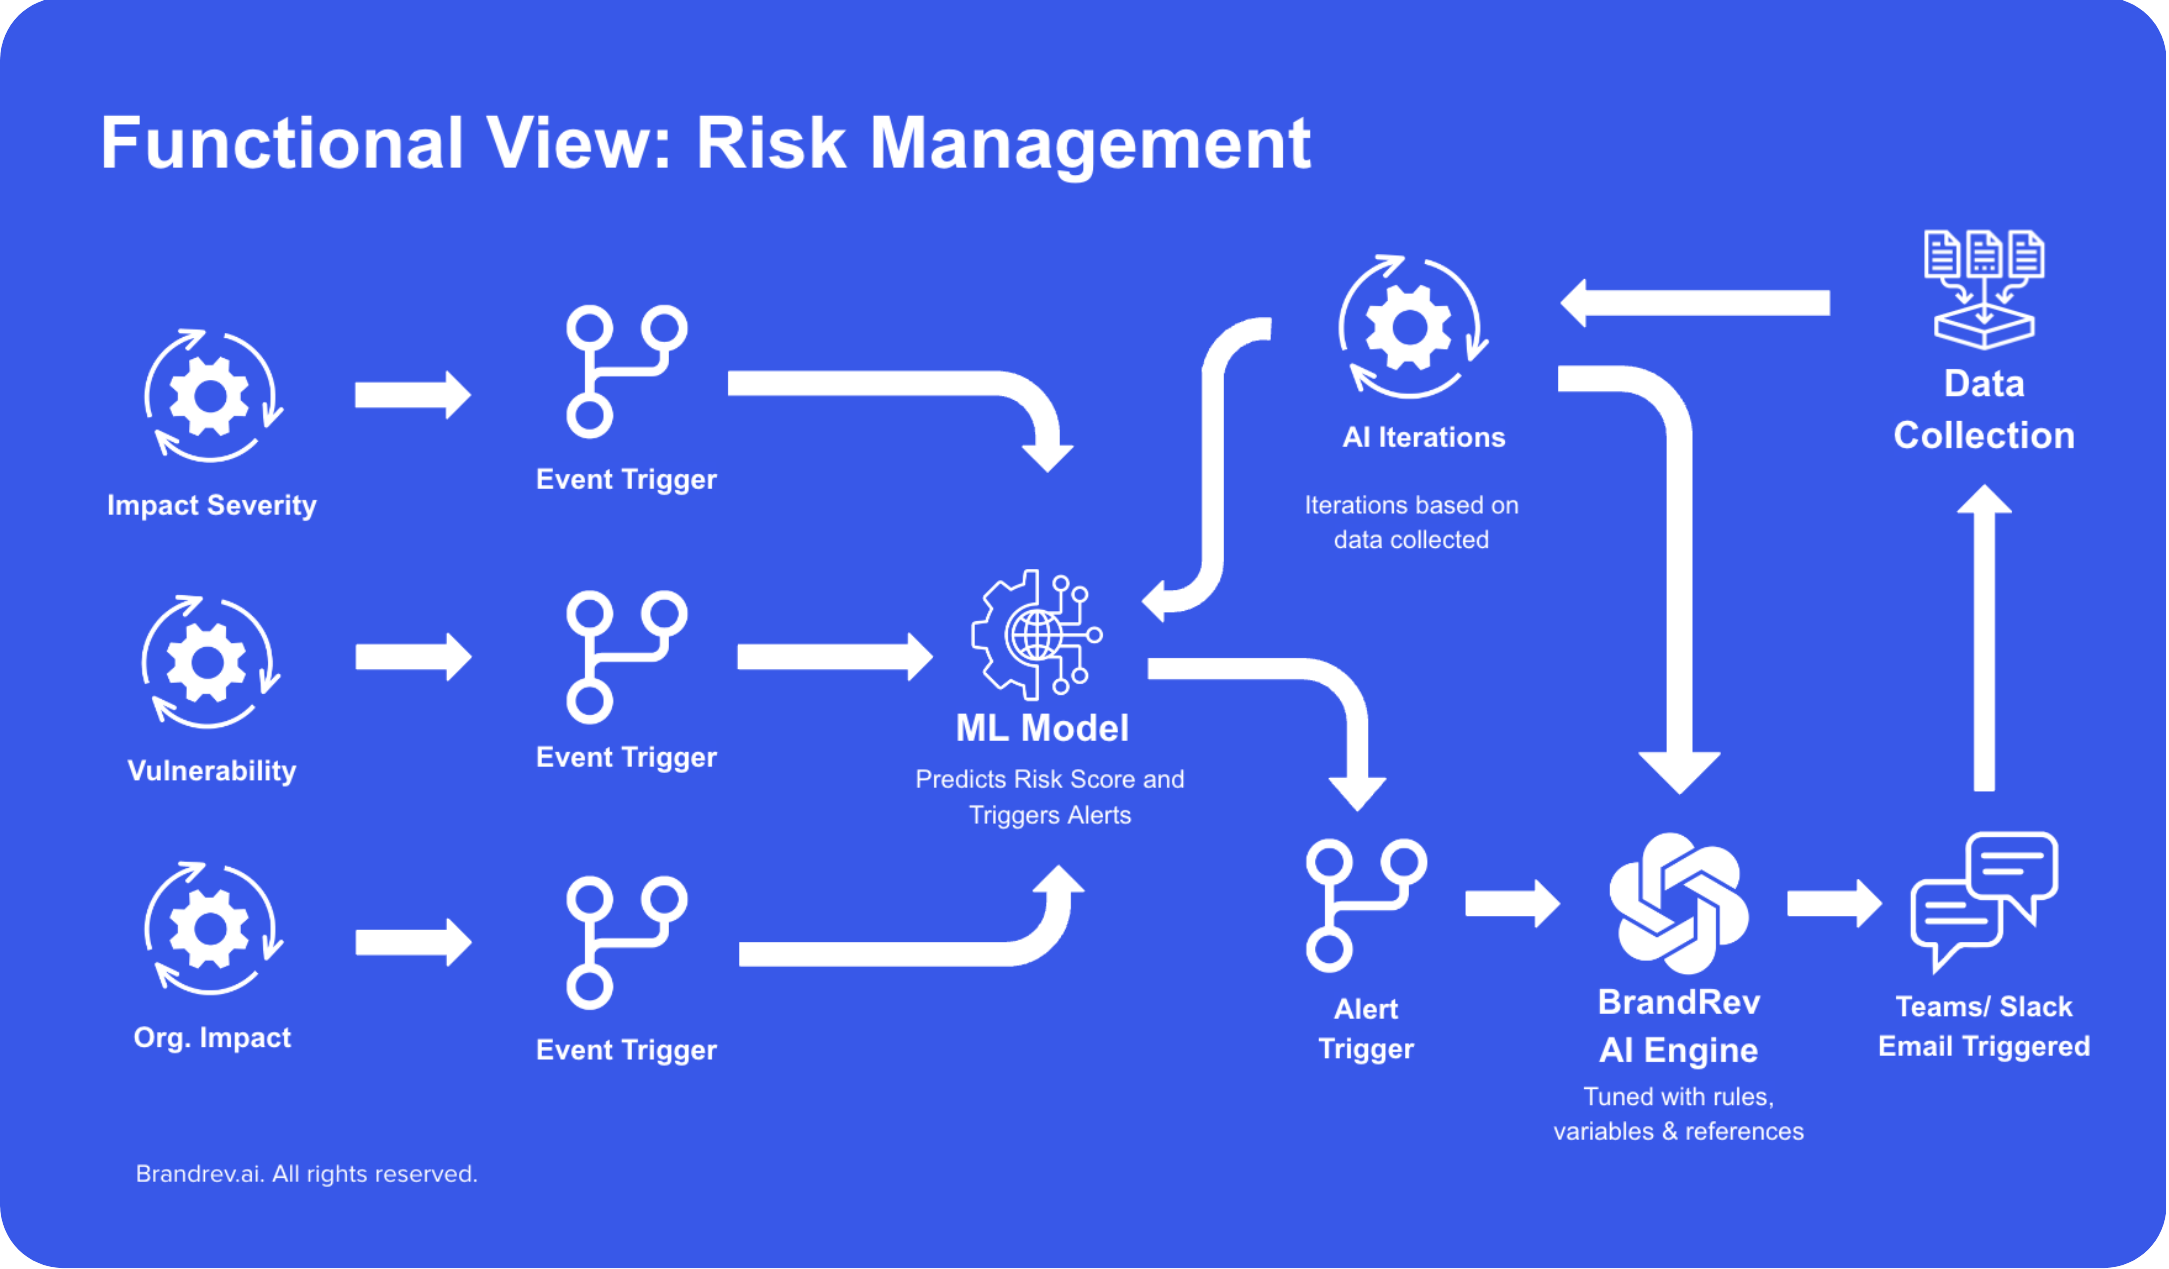 Functional View: Risk Management
Impact Severity
Event Trigger
Vulnerability
Event Trigger
Org. Impact
Event Trigger
ML Model
Predicts Risk Score and
Triggers Alerts
AI Iterations
Iterations based on
data collected
Data
Collection
Alert
Trigger
BrandRev
AI Engine
Tuned with rules,
variables & references
Teams/ Slack
Email Triggered
Brandrev.ai. All rights reserved.